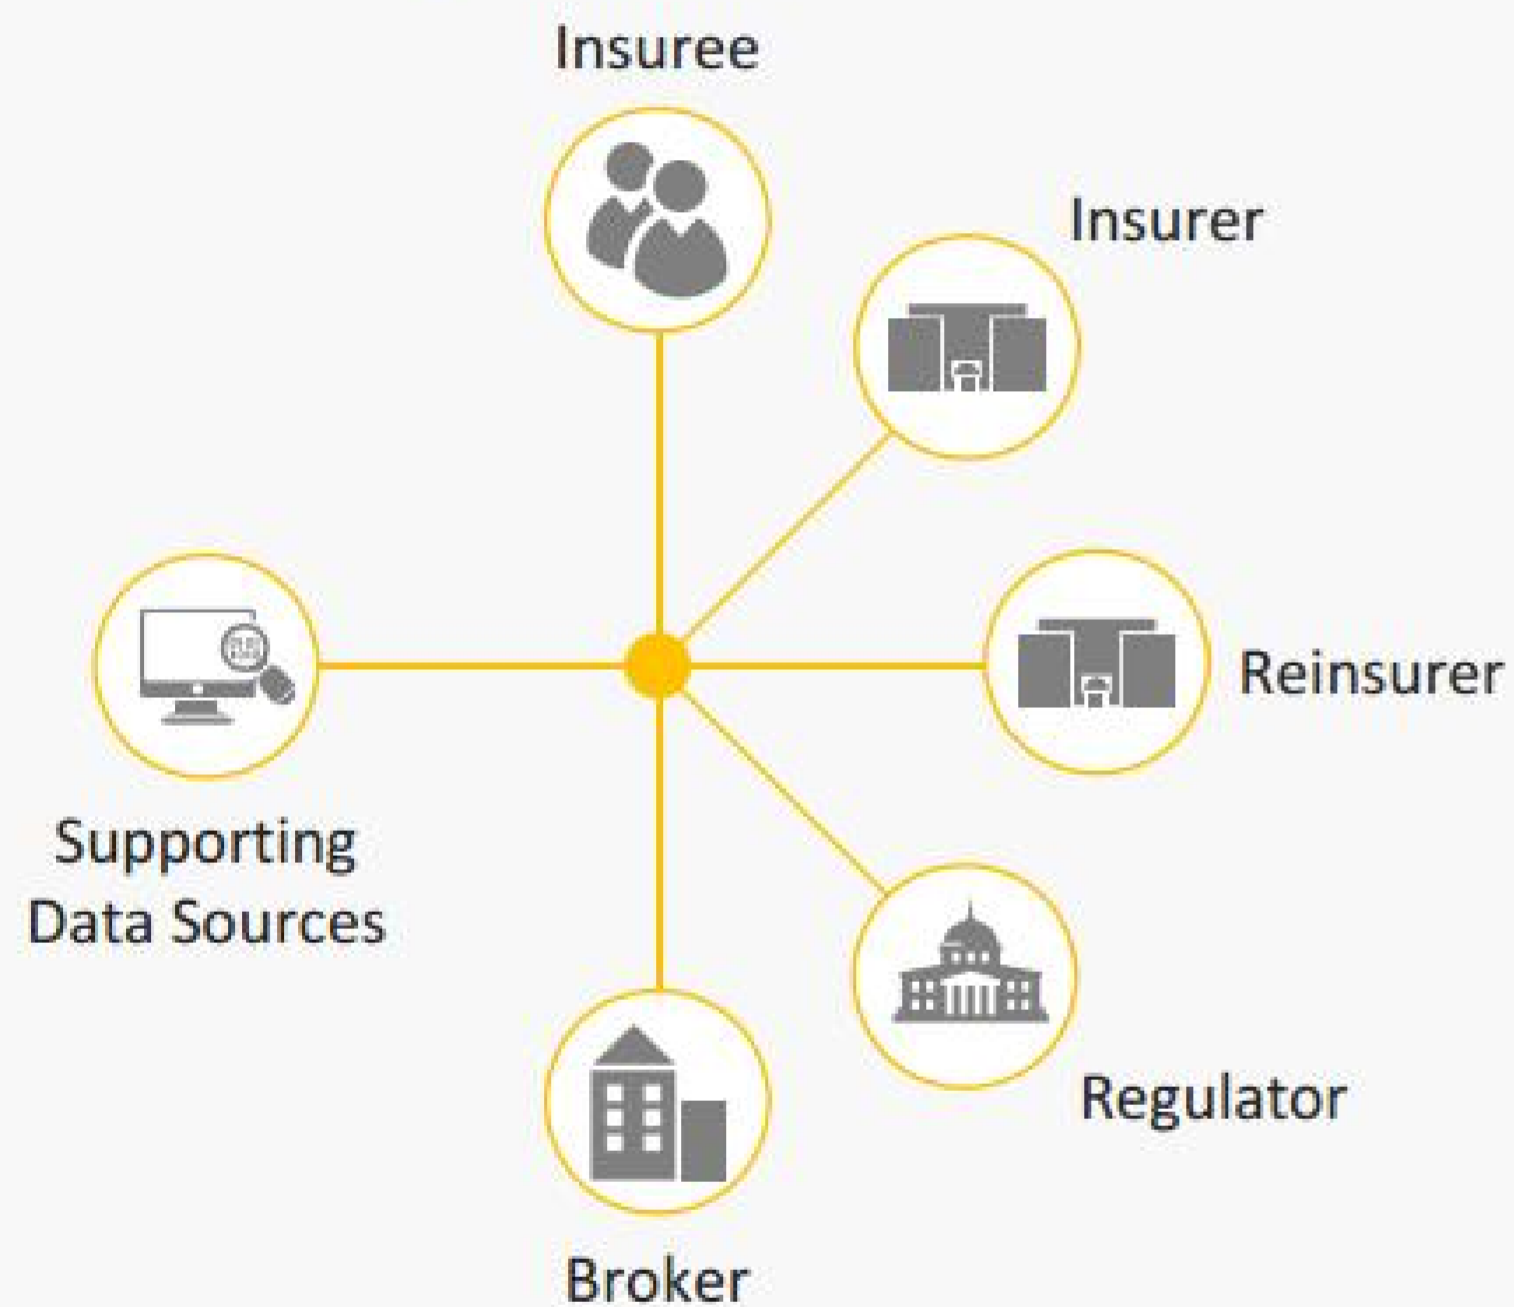 Insuree
Insurer
Reinsurer
Supporting
Data Sources
Regulator
Broker